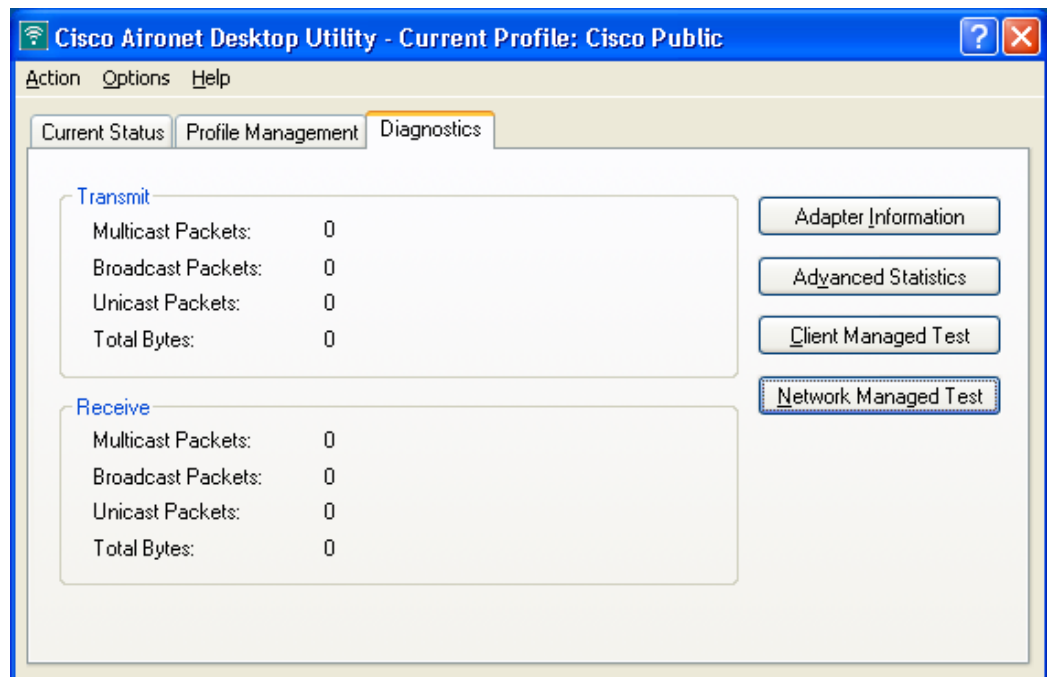 Cisco Aironet Desktop Utility - Current Profile: Cisco Public
Action Options Help
Current Status Profile Management Diagnostics
Transmit
Multicast Packets: 0
Broadcast Packets: 0
Unicast Packets: 0
Total Bytes: 0
Receive
Multicast Packets: 0
Broadcast Packets: 0
Unicast Packets: 0
Total Bytes: 0
Adapter Information
Advanced Statistics
Client Managed Test
Network Managed Test